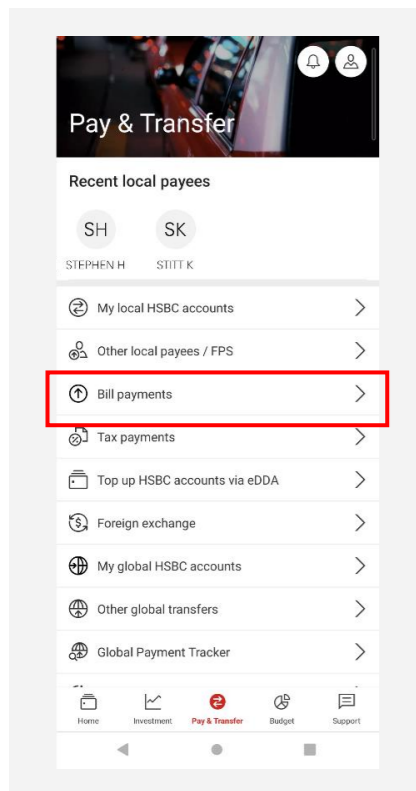 Pay & Transfer
Recent local payees
SH SK
STEPHEN H STITT K
My local HSBC accounts
Other local payees / FPS
Bill payments
Tax payments
Top up HSBC accounts via eDDA
Foreign exchange
My global HSBC accounts
Other global transfers
Global Payment Tracker
Home Investment Pay & Transfer Budget Support